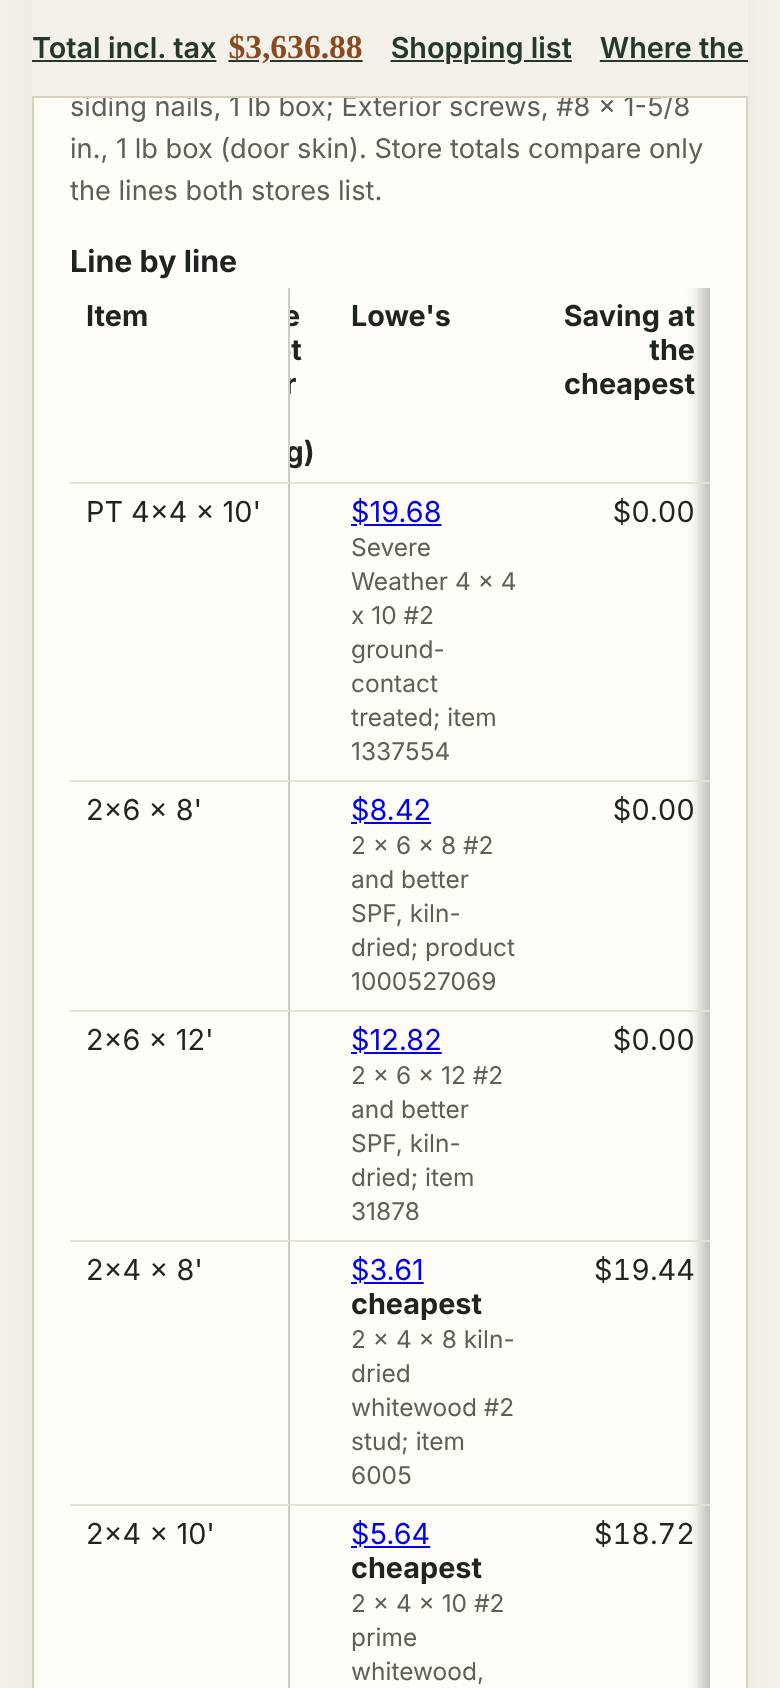 Total incl. tax $3,636.88 Shopping list Where the
siding nails, 1 lb box; Exterior screws, #8 × 1-5/8
in., 1 lb box (door skin). Store totals compare only
the lines both stores list.
Line by line
Item Lowe's Saving at
the
cheapest
g)
PT 4×4 × 10' $19.68 $0.00
Severe
Weather 4 × 4
x 10 #2
ground-
contact
treated; item
1337554
2×6 × 8' $8.42 $0.00
2 × 6 × 8 #2
and better
SPF, kiln-
dried; product
1000527069
2×6 × 12' $12.82 $0.00
2 × 6 × 12 #2
and better
SPF, kiln-
dried; item
31878
2×4 × 8' $3.61 $19.44
cheapest
2 × 4 × 8 kiln-
dried
whitewood #2
stud; item
6005
2×4 × 10' $5.64 $18.72
cheapest
2 × 4 × 10 #2
prime
whitewood,